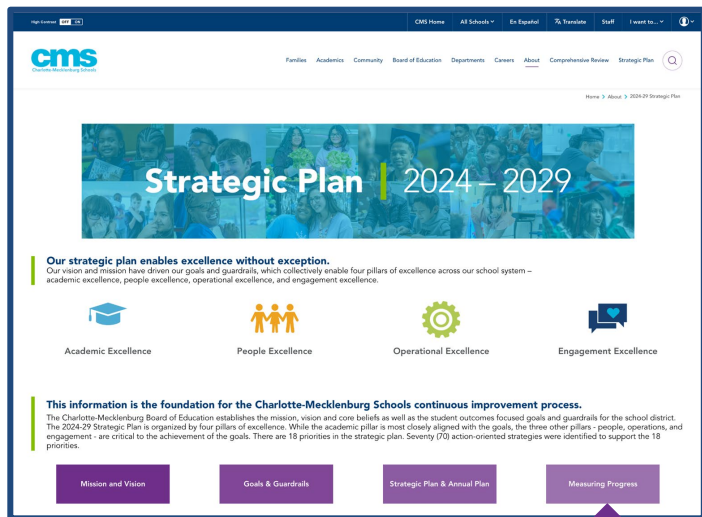 High Contrast OFF ON
CMS Home All Schools En Español Translate Staff I want to...
cms
Charlotte-Mecklenburg Schools
Families Academics Community Board of Education Departments Careers About Comprehensive Review Strategic Plan
Home > About > 2024-29 Strategic Plan
Strategic Plan | 2024 – 2029
Our strategic plan enables excellence without exception.
Our vision and mission have driven our goals and guardrails, which collectively enable four pillars of excellence across our school system –
academic excellence, people excellence, operational excellence, and engagement excellence.
Academic Excellence People Excellence Operational Excellence Engagement Excellence
This information is the foundation for the Charlotte-Mecklenburg Schools continuous improvement process.
The Charlotte-Mecklenburg Board of Education establishes the mission, vision and core beliefs as well as the student outcomes focused goals and guardrails for the school district.
The 2024-29 Strategic Plan is organized by four pillars of excellence. While the academic pillar is most closely aligned with the goals, the three other pillars - people, operations, and
engagement - are critical to the achievement of the goals. There are 18 priorities in the strategic plan. Seventy (70) action-oriented strategies were identified to support the 18
priorities.
Mission and Vision Goals & Guardrails Strategic Plan & Annual Plan Measuring Progress